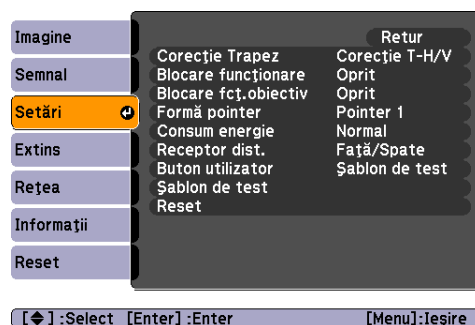 Imagine
Semnal
Setări
Extins
Reţea
Informaţii
Reset
Retur
Corecţie Trapez Corecţie T-H/V
Blocare funcţionare Oprit
Blocare fcţ.obiectiv Oprit
Formă pointer Pointer 1
Consum energie Normal
Receptor dist. Faţă/Spate
Buton utilizator Şablon de test
Şablon de test
Reset
[◆] :Select [Enter] :Enter [Menu]:Iesire